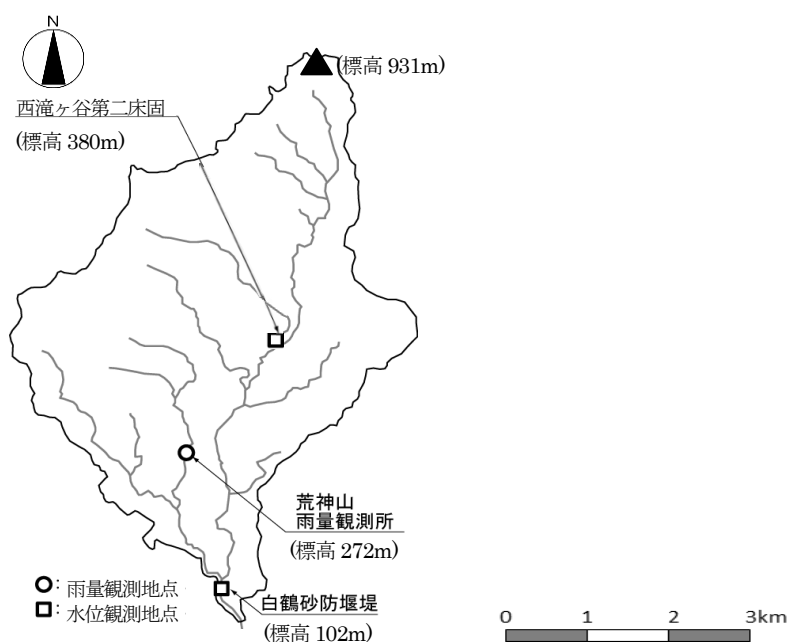 N
(標高 931m)
西滝ヶ谷第二床固
(標高 380m)
荒神山
雨量観測所
(標高 272m)
○: 雨量観測地点
□: 水位観測地点
白鶴砂防堰堤
(標高 102m)
0 1 2 3km